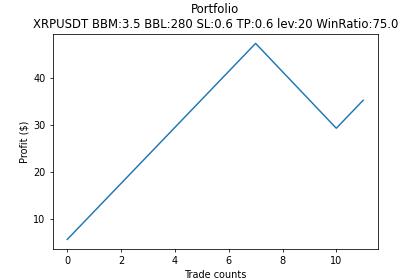 Portfolio
XRPUSDT BBM:3.5 BBL:280 SL:0.6 TP:0.6 lev:20 WinRatio:75.0
40
30
20
10
Profit ($)
0 2 4 6 8 10
Trade counts